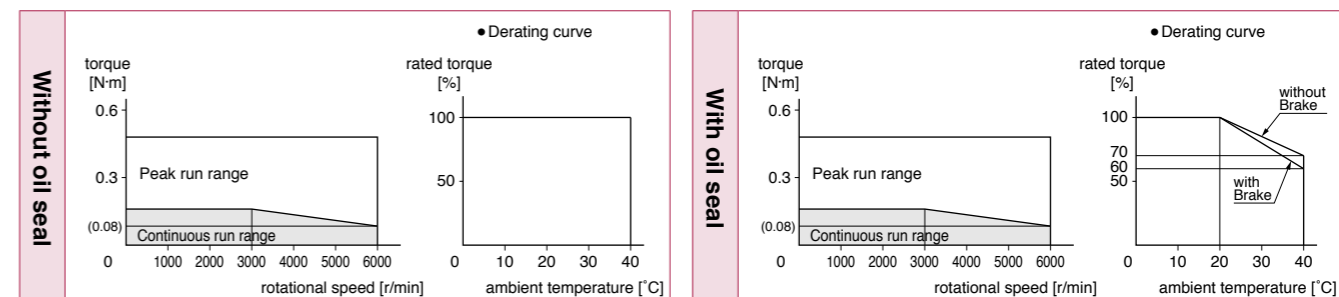 Without oil seal
● Derating curve
torque
[N·m]
0.6
0.3
(0.08)
0
Peak run range
Continuous run range
1000 2000 3000 4000 5000 6000
rotational speed [r/min]
rated torque
[%]
100
50
0
10 20 30 40
ambient temperature [˚C]
With oil seal
● Derating curve
torque
[N·m]
0.6
0.3
(0.08)
0
Peak run range
Continuous run range
1000 2000 3000 4000 5000 6000
rotational speed [r/min]
rated torque
[%]
without
Brake
100
70
60
50
with
Brake
0
10 20 30 40
ambient temperature [˚C]